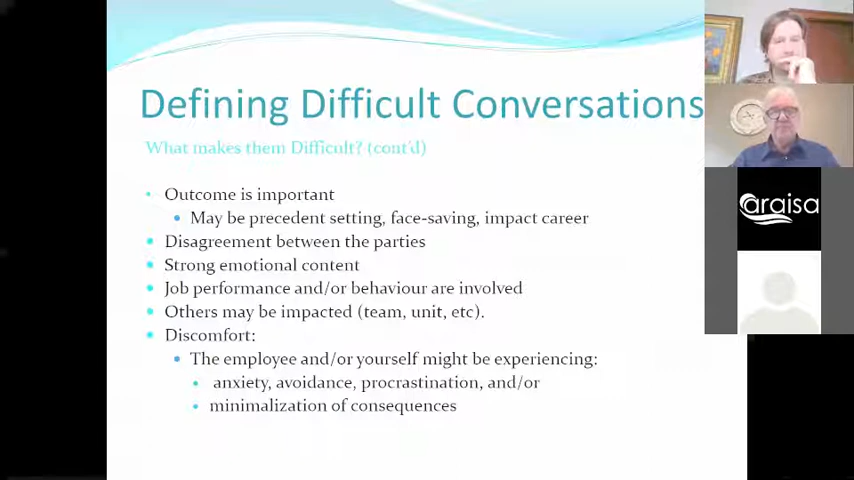 Defining Difficult Conversations
What makes them Difficult? (cont'd)
Outcome is important
May be precedent setting, face-saving, impact career
Disagreement between the parties
Strong emotional content
Job performance and/or behaviour are involved
Others may be impacted (team, unit, etc).
Discomfort:
The employee and/or yourself might be experiencing:
anxiety, avoidance, procrastination, and/or
minimalization of consequences
araisa